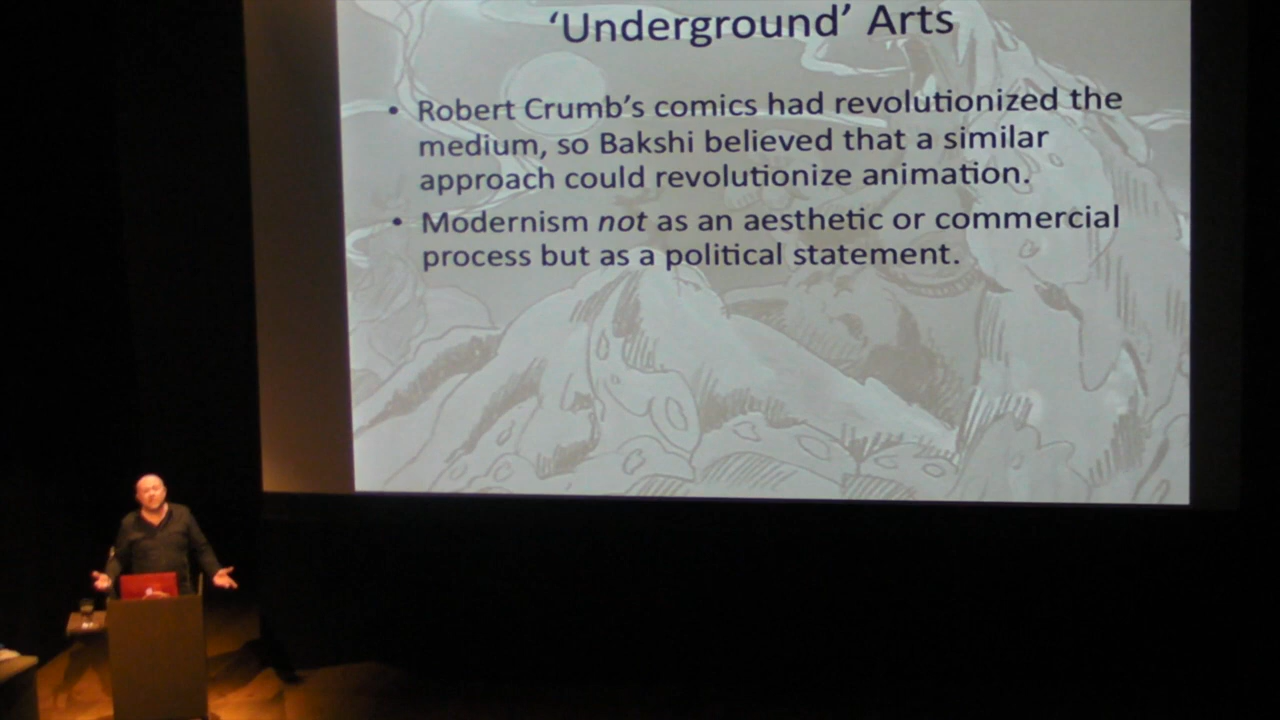 ‘Underground’ Arts
• Robert Crumb’s comics had revolutionized the
medium, so Bakshi believed that a similar
approach could revolutionize animation.
• Modernism not as an aesthetic or commercial
process but as a political statement.